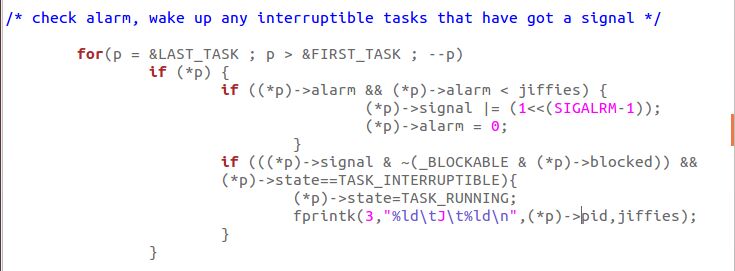 /* check alarm, wake up any interruptible tasks that have got a signal */
for(p = &LAST_TASK ; p > &FIRST_TASK ; --p)
if (*p) {
if ((*p)->alarm && (*p)->alarm < jiffies) {
(*p)->signal |= (1<<(SIGALRM-1));
(*p)->alarm = 0;
}
if (((*p)->signal & ~(_BLOCKABLE & (*p)->blocked)) &&
(*p)->state==TASK_INTERRUPTIBLE){
(*p)->state=TASK_RUNNING;
fprintk(3,"%ld\tJ\t%ld\n",(*p)->pid,jiffies);
}
}